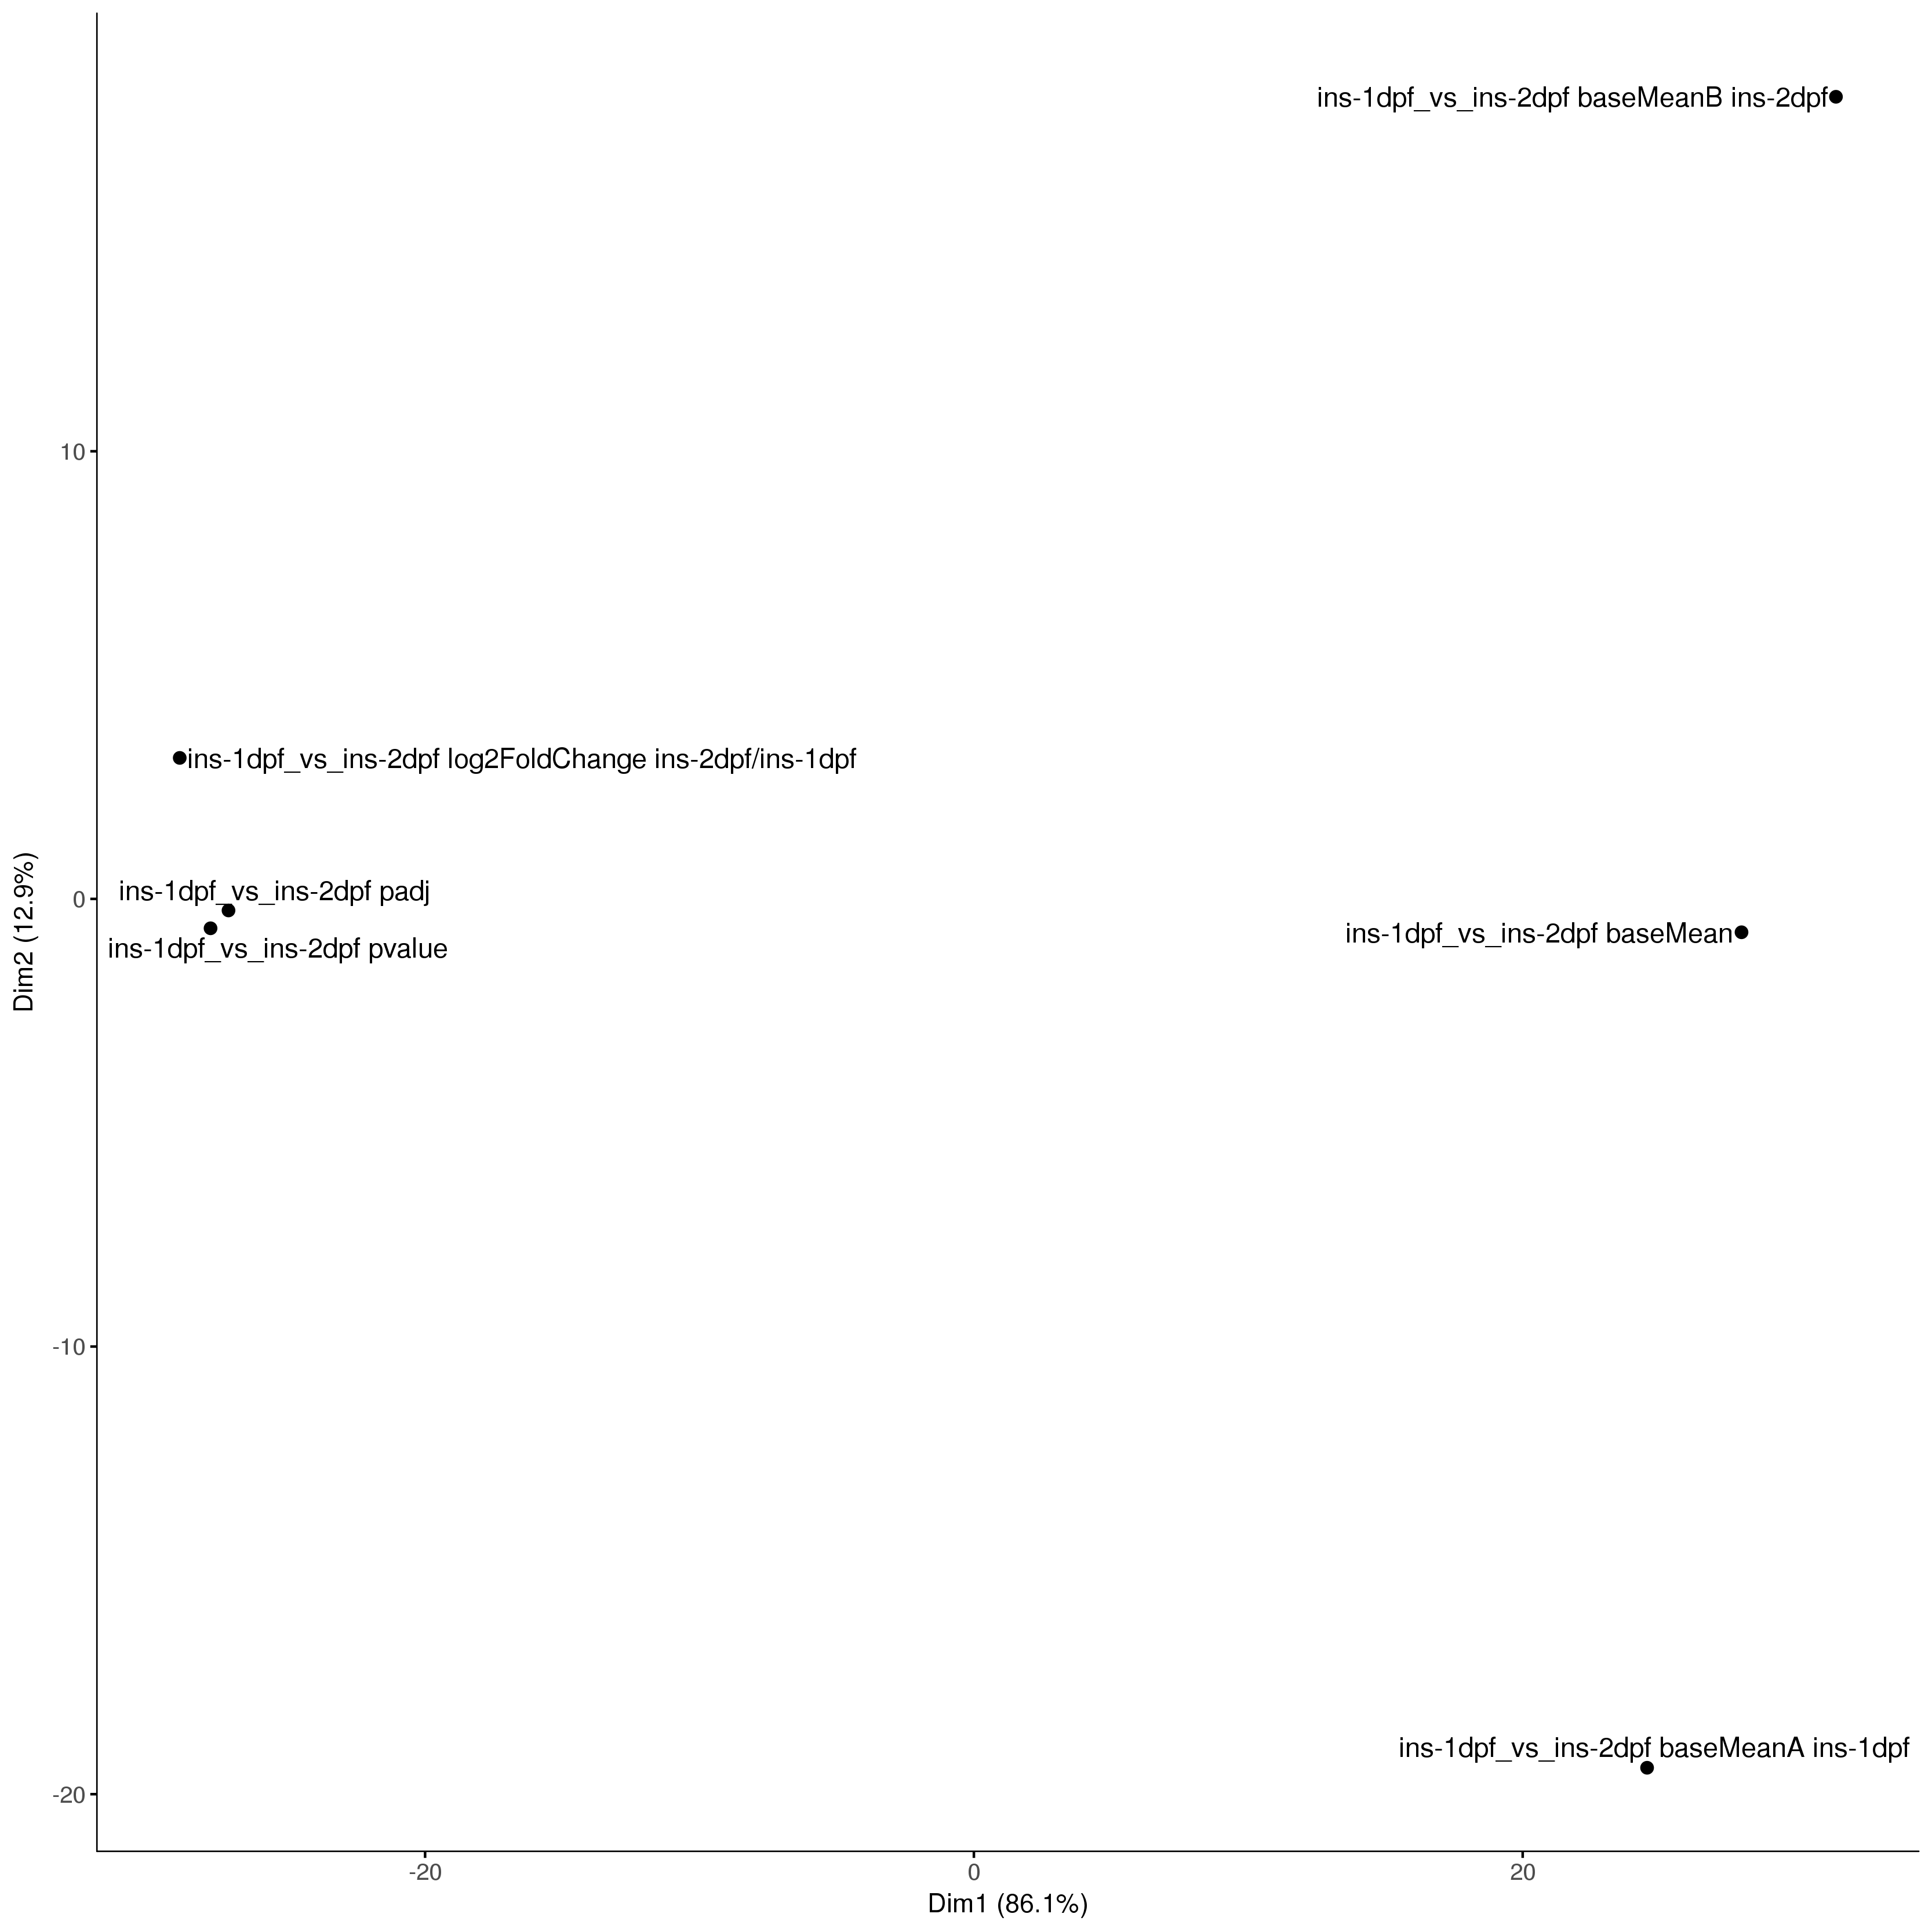 ins-1dpf_vs_ins-2dpf baseMeanB ins-2dpf
10
ins-1dpf_vs_ins-2dpf log2FoldChange ins-2dpf/ins-1dpf
ins-1dpf_vs_ins-2dpf padj
0
ins-1dpf_vs_ins-2dpf baseMean
ins-1dpf_vs_ins-2dpf pvalue
Dim2 (12.9%)
-10
ins-1dpf_vs_ins-2dpf baseMeanA ins-1dpf
-20
-20 0 20
Dim1 (86.1%)